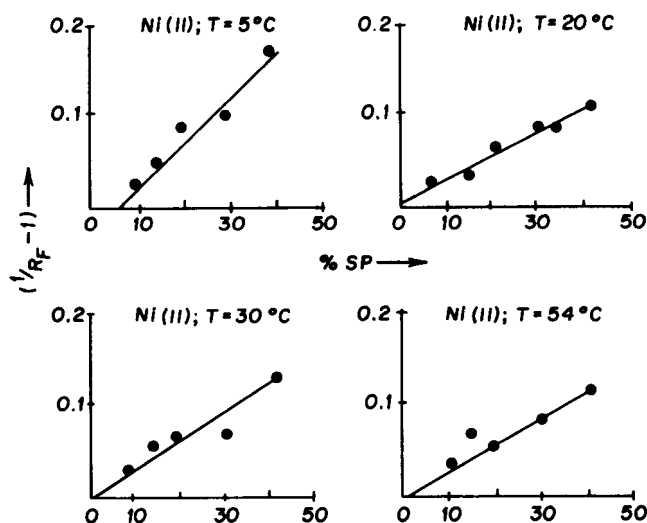 0.2
Ni (II); T = 5 °C
0.1
0 10 30 50
0.2
Ni (II); T = 20 °C
0.1
0 10 30 50
(1/RF -1)
% SP
0.2
Ni (II); T = 30 °C
0.1
0 10 30 50
0.2
Ni (II); T = 54 °C
0.1
0 10 30 50